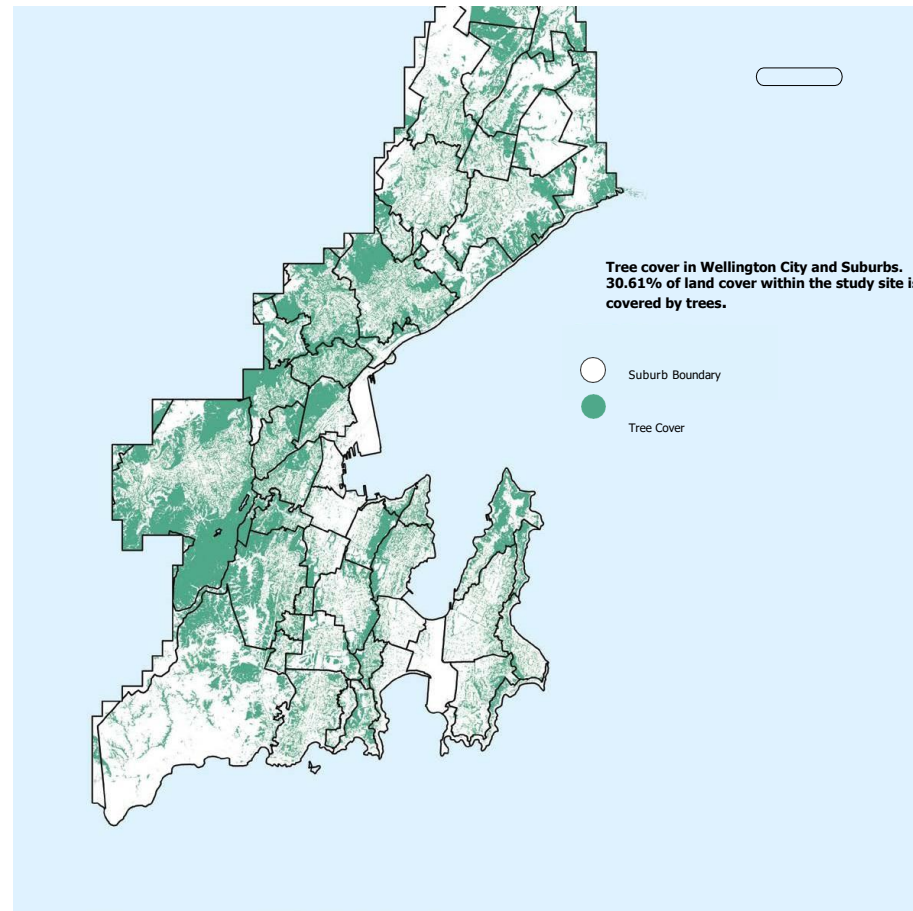 Tree cover in Wellington City and Suburbs.
30.61% of land cover within the study site is
covered by trees.
Suburb Boundary
Tree Cover